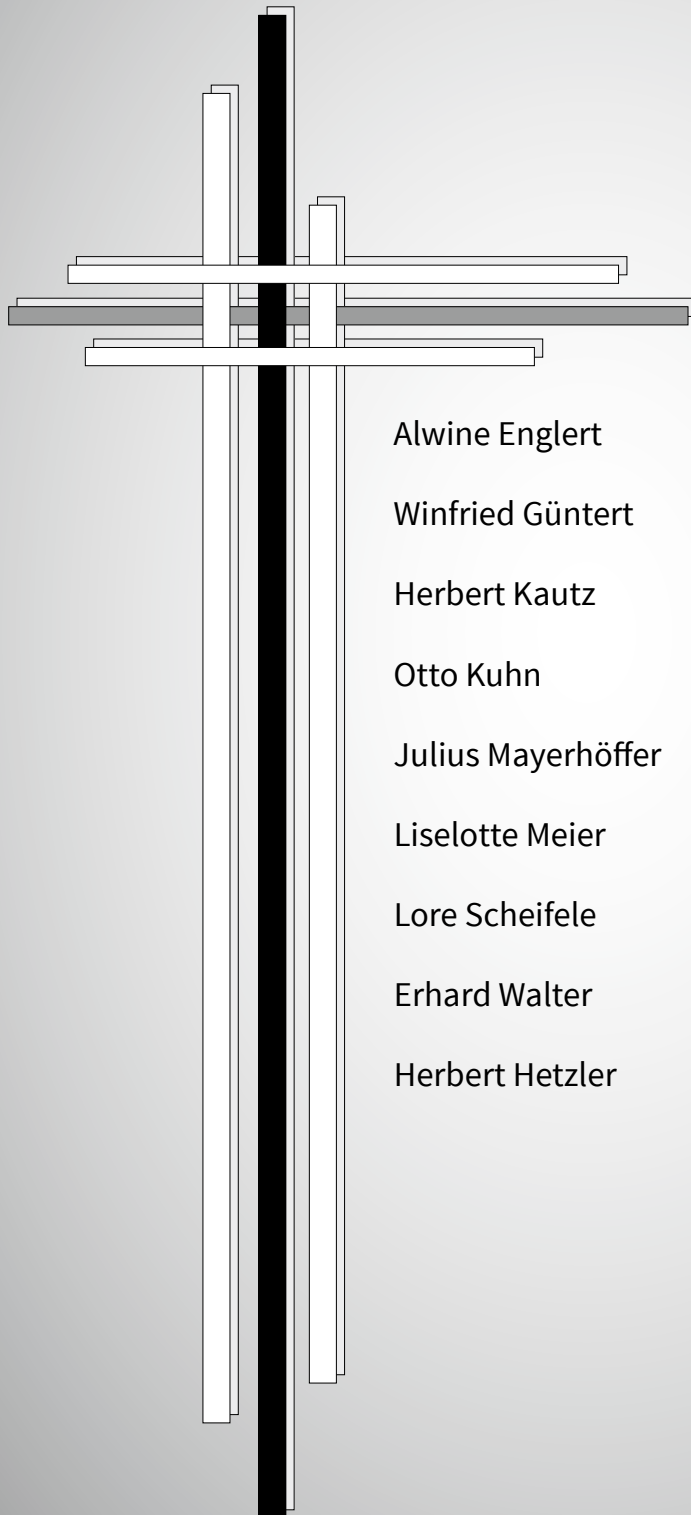 Alwine Englert
Winfried Güntert
Herbert Kautz
Otto Kuhn
Julius Mayerhöffer
Liselotte Meier
Lore Scheifele
Erhard Walter
Herbert Hetzler